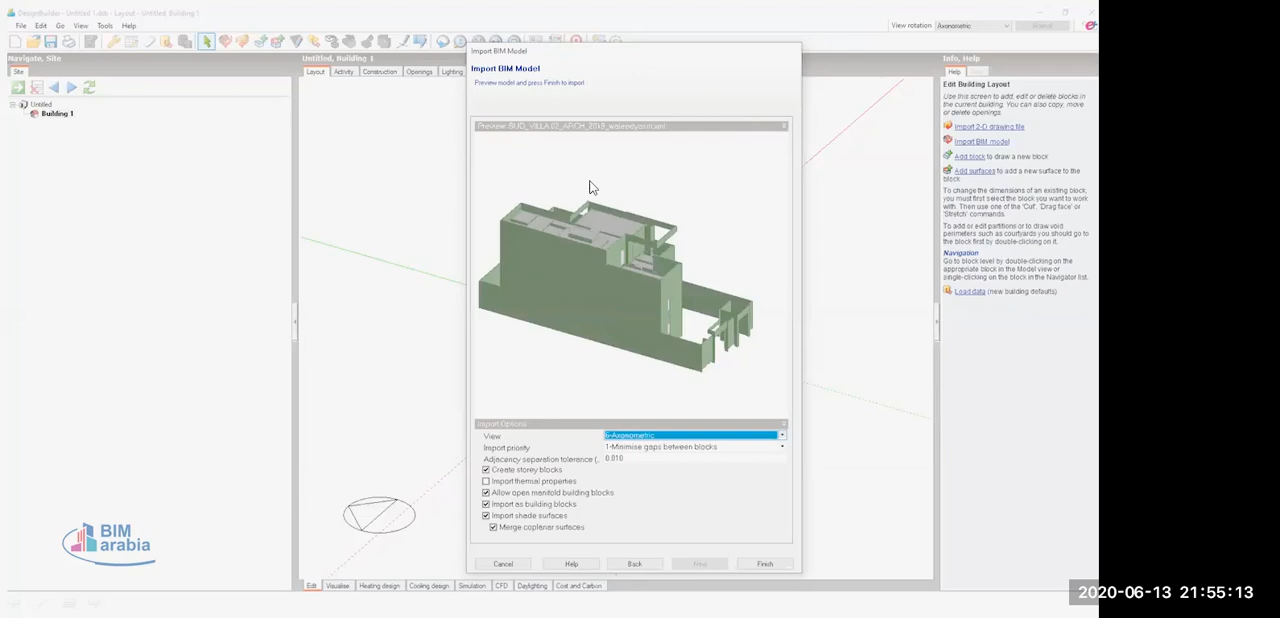 DesignBuilder - Untitled 1.dsb - Layout - Untitled, Building 1
File Edit Go View Tools Help
View rotation Axonometric
Navigate, Site
Site
Untitled
Building 1
Untitled, Building 1
Layout Activity Construction Openings Lighting
Import BIM Model
Import BIM Model
Preview model and press Finish to import
Import Options
View 6-Axonometric
Import priority 1-Minimise gaps between blocks
Adjacency separation tolerance (.. 0.010
Create storey blocks
Import thermal properties
Allow open manifold building blocks
Import as building blocks
Import shade surfaces
Merge coplanar surfaces
Cancel Help Back Next Finish
Info, Help
Help
Edit Building Layout
Use this screen to add, edit or delete blocks in
the current building. You can also copy, move
or delete openings.
Import 2-D drawing file
Import BIM model
Add block to draw a new block
Add surfaces to add a new surface to the
block
To change the dimensions of an existing block,
you must first select the block you want to work
with. Then use one of the 'Cut', 'Drag face' or
'Stretch' commands.
To add or edit partitions or to draw void
perimeters such as courtyards you should go to
the block first by double-clicking on it.
Navigation
Go to block level by double-clicking on the
appropriate block in the Model view or
single-clicking on the block in the Navigator list.
Load data (new building defaults)
BIM
arabia
Edit Visualise Heating design Cooling design Simulation CFD Daylighting Cost and Carbon
2020-06-13 21:55:13